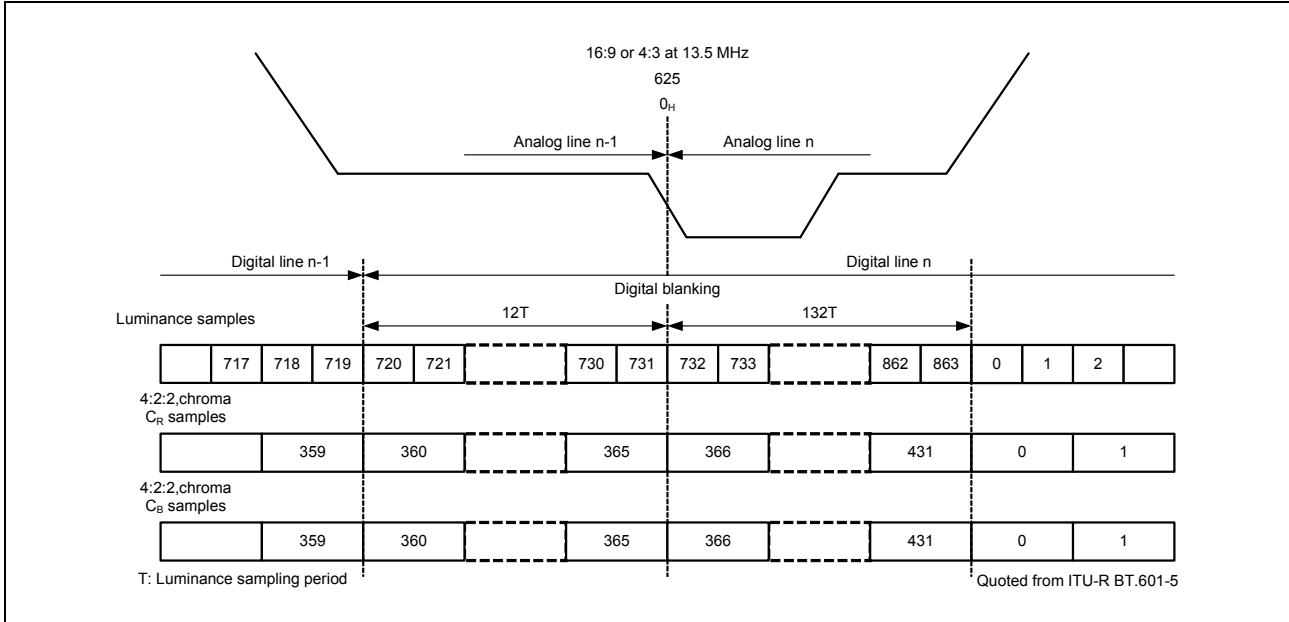 16:9 or 4:3 at 13.5 MHz
625
0H
Analog line n-1 Analog line n
Digital line n-1 Digital line n
Digital blanking
Luminance samples 12T 132T
717 718 719 720 721 730 731 732 733 862 863 0 1 2
4:2:2,chroma
CR samples
359 360 365 366 431 0 1
4:2:2,chroma
CB samples
359 360 365 366 431 0 1
T: Luminance sampling period Quoted from ITU-R BT.601-5